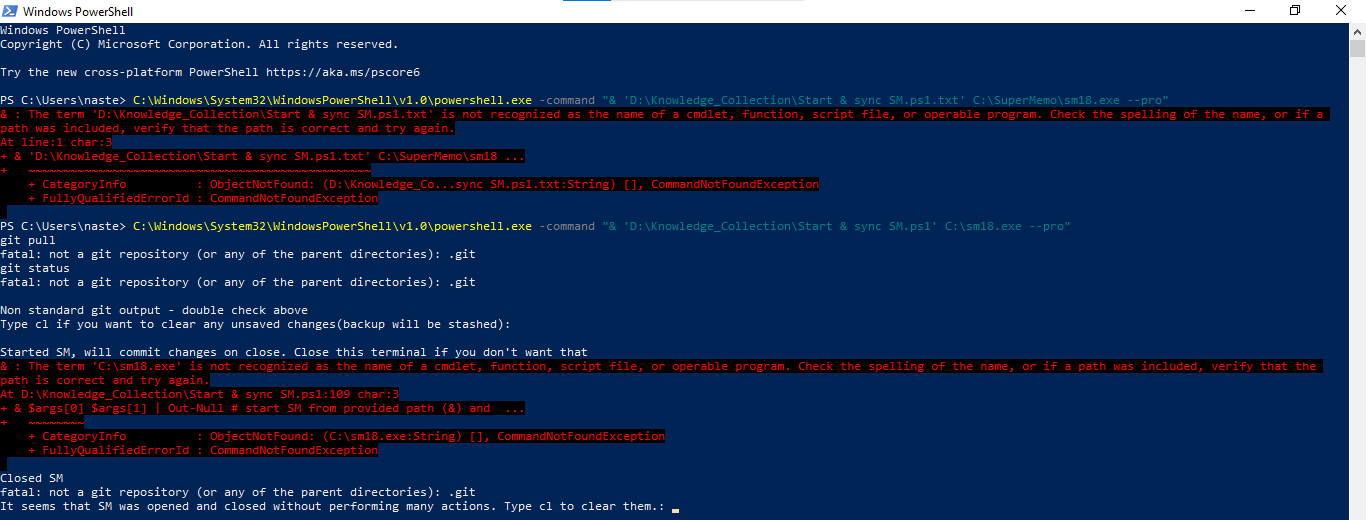 Windows PowerShell
Windows PowerShell
Copyright (C) Microsoft Corporation. All rights reserved.
Try the new cross-platform PowerShell https://aka.ms/pscore6
PS C:\Users\naste> C:\Windows\System32\WindowsPowerShell\v1.0\powershell.exe -command "& 'D:\Knowledge_Collection\Start & sync SM.ps1.txt' C:\SuperMemo\sm18.exe --pro"
& : The term 'D:\Knowledge_Collection\Start & sync SM.ps1.txt' is not recognized as the name of a cmdlet, function, script file, or operable program. Check the spelling of the name, or if a
path was included, verify that the path is correct and try again.
At line:1 char:3
+ & 'D:\Knowledge_Collection\Start & sync SM.ps1.txt' C:\SuperMemo\sm18 ...
+   ~~~~~~~~~~~~~~~~~~~~~~~~~~~~~~~~~~~~~~~~~~~~~~~~~
+ CategoryInfo          : ObjectNotFound: (D:\Knowledge_Co...sync SM.ps1.txt:String) [], CommandNotFoundException
+ FullyQualifiedErrorId : CommandNotFoundException
PS C:\Users\naste> C:\Windows\System32\WindowsPowerShell\v1.0\powershell.exe -command "& 'D:\Knowledge_Collection\Start & sync SM.ps1' C:\sm18.exe --pro"
git pull
fatal: not a git repository (or any of the parent directories): .git
git status
fatal: not a git repository (or any of the parent directories): .git
Non standard git output - double check above
Type cl if you want to clear any unsaved changes(backup will be stashed):
Started SM, will commit changes on close. Close this terminal if you don't want that
& : The term 'C:\sm18.exe' is not recognized as the name of a cmdlet, function, script file, or operable program. Check the spelling of the name, or if a path was included, verify that the
path is correct and try again.
At D:\Knowledge_Collection\Start & sync SM.ps1:109 char:3
+ & $args[0] $args[1] | Out-Null # start SM from provided path (&) and  ...
+   ~~~~~~~~
+ CategoryInfo          : ObjectNotFound: (C:\sm18.exe:String) [], CommandNotFoundException
+ FullyQualifiedErrorId : CommandNotFoundException
Closed SM
fatal: not a git repository (or any of the parent directories): .git
It seems that SM was opened and closed without performing many actions. Type cl to clear them.: